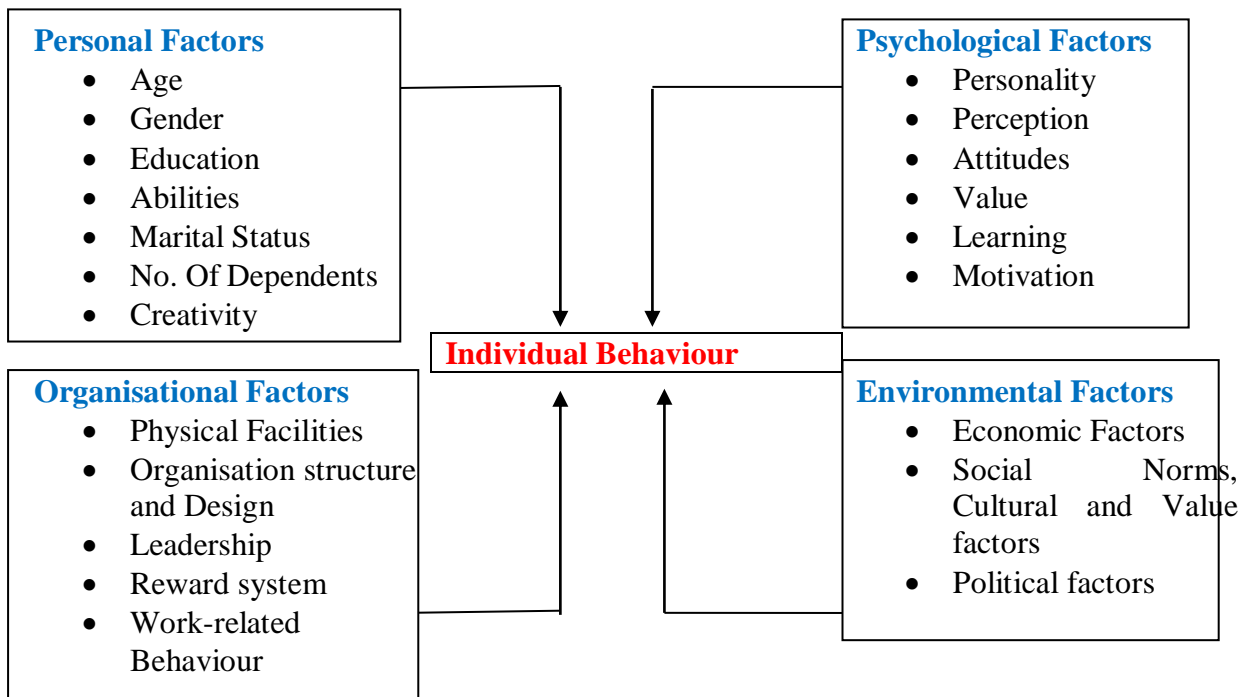 Personal Factors
• Age
• Gender
• Education
• Abilities
• Marital Status
• No. Of Dependents
• Creativity
Psychological Factors
• Personality
• Perception
• Attitudes
• Value
• Learning
• Motivation
Individual Behaviour
Organisational Factors
• Physical Facilities
• Organisation structure
and Design
• Leadership
• Reward system
• Work-related
Behaviour
Environmental Factors
• Economic Factors
• Social Norms,
Cultural and Value
factors
• Political factors